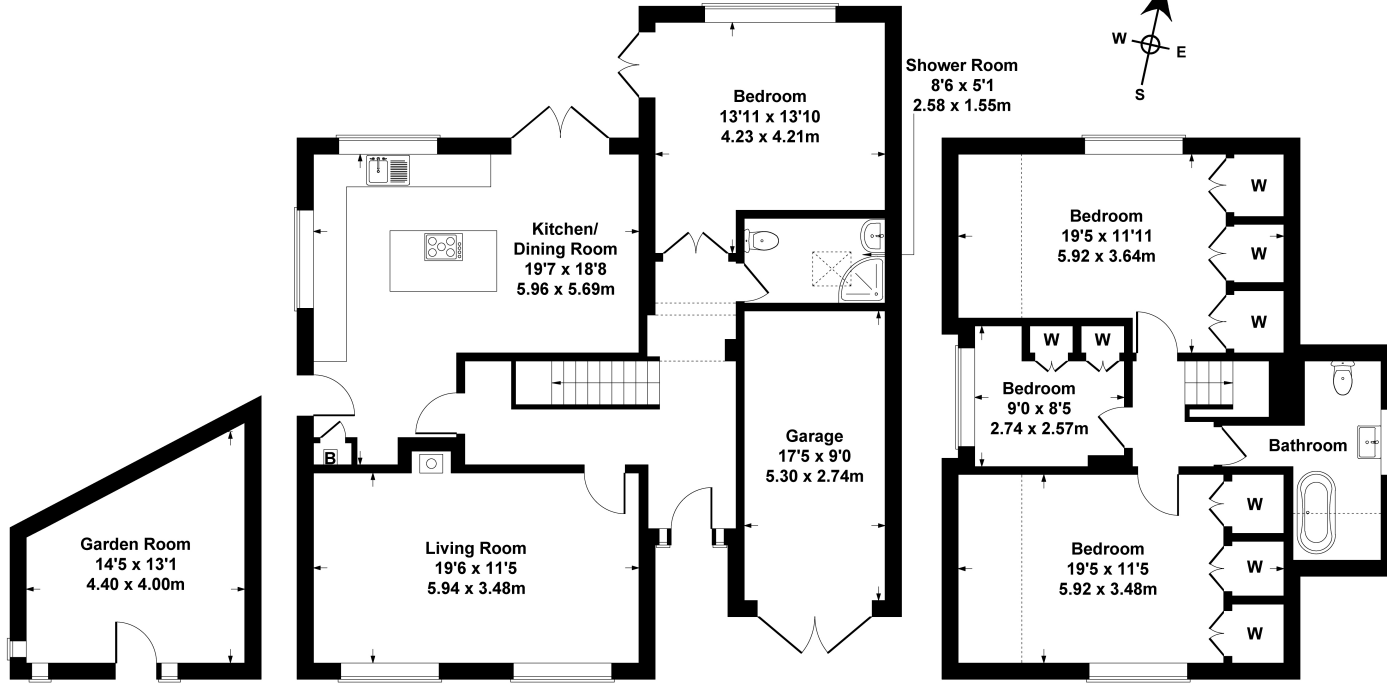 W
E
S
Shower Room
8'6 x 5'1
2.58 x 1.55m
Bedroom
13'11 x 13'10
4.23 x 4.21m
Kitchen/
Dining Room
19'7 x 18'8
5.96 x 5.69m
Bedroom
19'5 x 11'11
5.92 x 3.64m
W
W
W
W
W
Bedroom
9'0 x 8'5
2.74 x 2.57m
Bathroom
Garage
17'5 x 9'0
5.30 x 2.74m
B
Garden Room
14'5 x 13'1
4.40 x 4.00m
Living Room
19'6 x 11'5
5.94 x 3.48m
Bedroom
19'5 x 11'5
5.92 x 3.48m
W
W
W